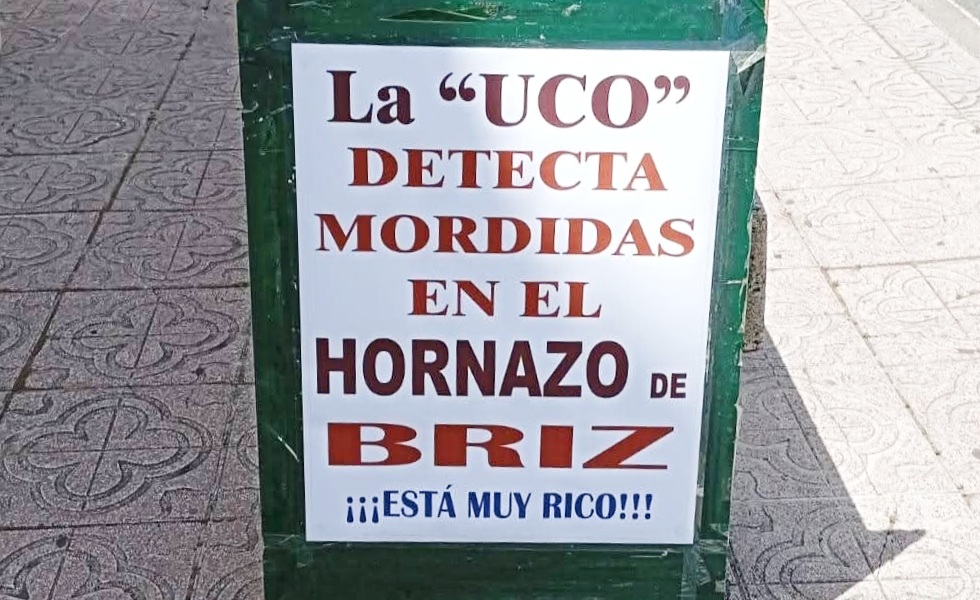 La “UCO”
DETECTA
MORDIDAS
EN EL
HORNAZO DE
BRIZ
¡¡¡ESTÁ MUY RICO!!!